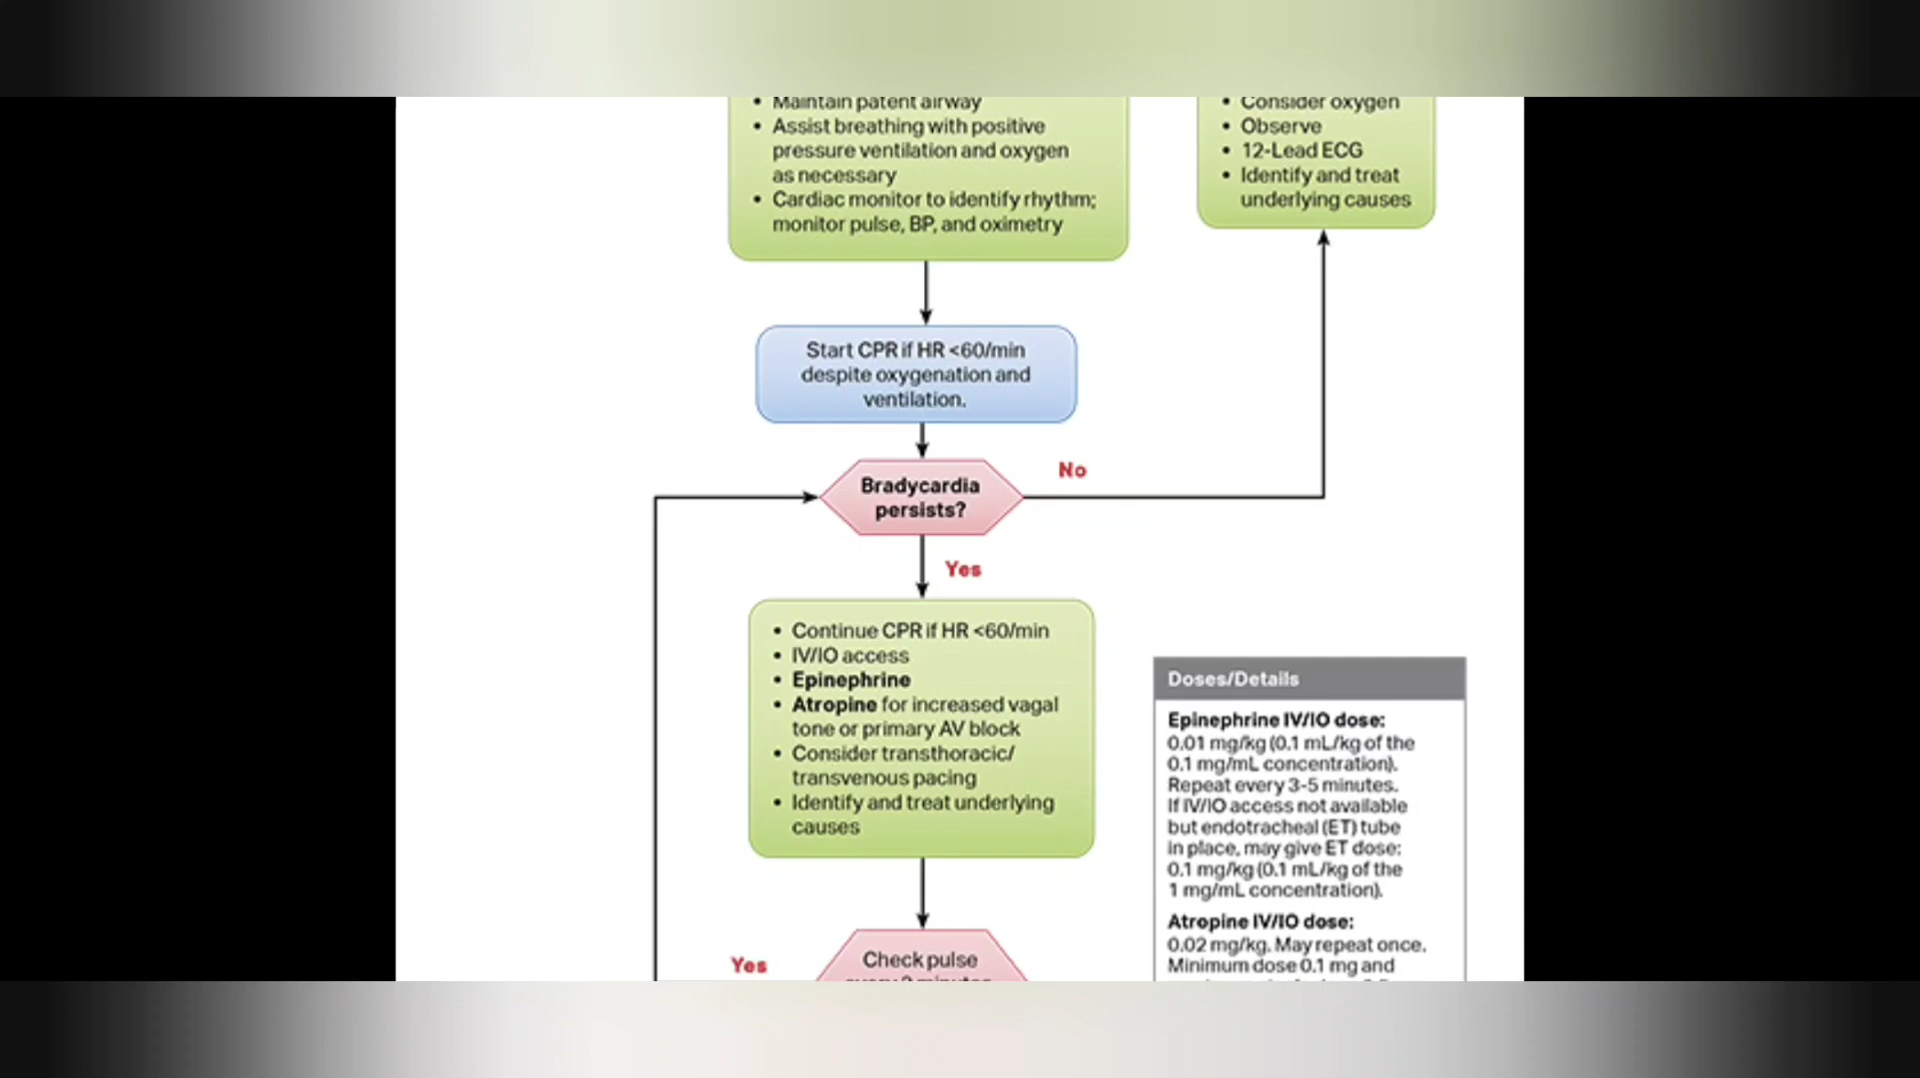 • Maintain patent airway
• Assist breathing with positive
pressure ventilation and oxygen
as necessary
• Cardiac monitor to identify rhythm;
monitor pulse, BP, and oximetry
• Consider oxygen
• Observe
• 12-Lead ECG
• Identify and treat
underlying causes
Start CPR if HR <60/min
despite oxygenation and
ventilation.
Bradycardia
persists?
No
Yes
• Continue CPR if HR <60/min
• IV/IO access
• Epinephrine
• Atropine for increased vagal
tone or primary AV block
• Consider transthoracic/
transvenous pacing
• Identify and treat underlying
causes
Doses/Details
Epinephrine IV/IO dose:
0.01 mg/kg (0.1 mL/kg of the
0.1 mg/mL concentration).
Repeat every 3-5 minutes.
If IV/IO access not available
but endotracheal (ET) tube
in place, may give ET dose:
0.1 mg/kg (0.1 mL/kg of the
1 mg/mL concentration).
Atropine IV/IO dose:
0.02 mg/kg. May repeat once.
Minimum dose 0.1 mg and
Yes
Check pulse